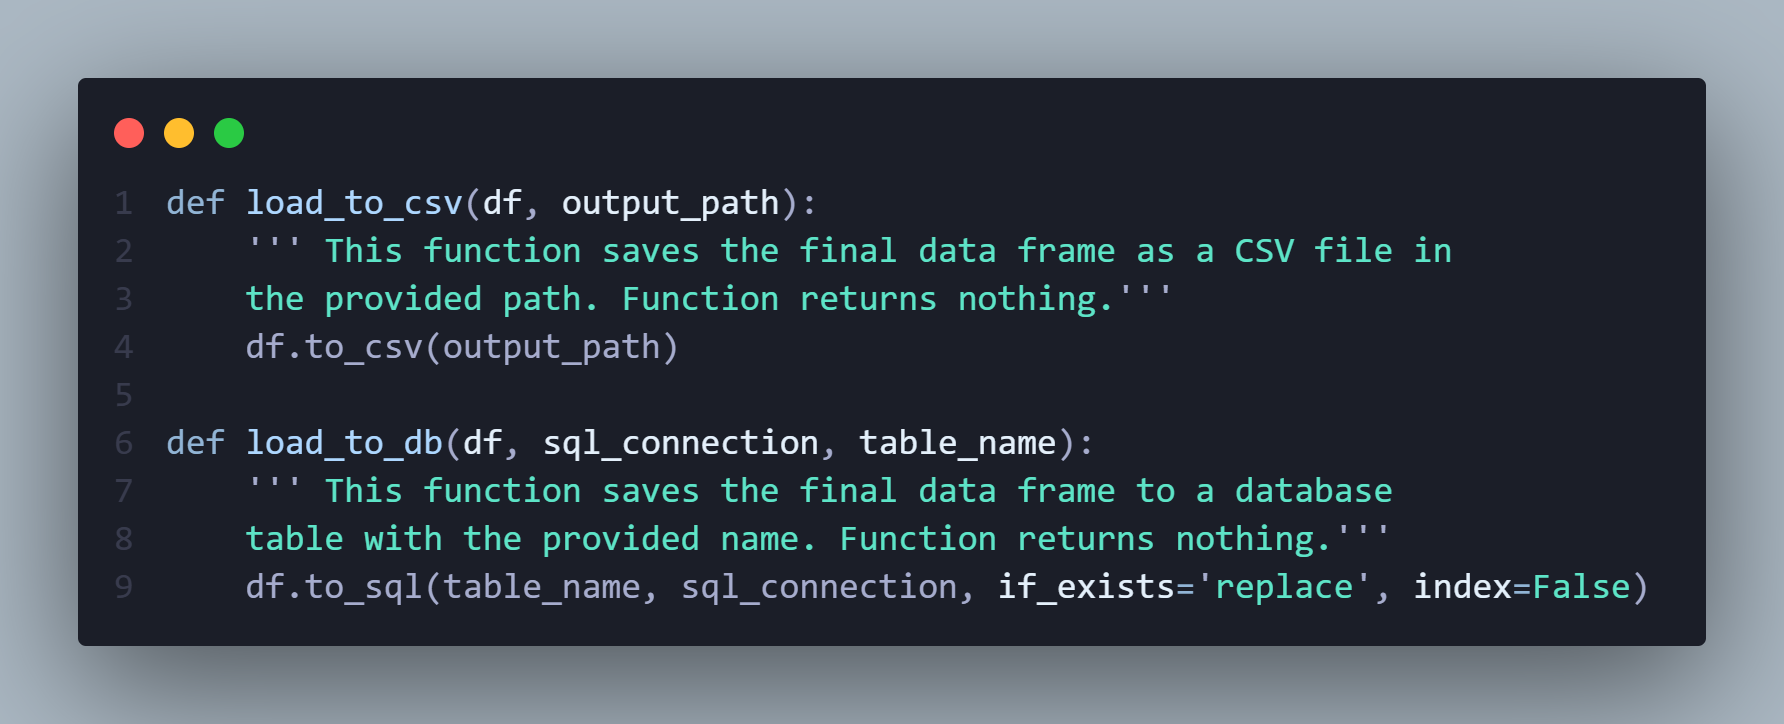 1 def load_to_csv(df, output_path):
2     ''' This function saves the final data frame as a CSV file in
3     the provided path. Function returns nothing.'''
4     df.to_csv(output_path)
5
6 def load_to_db(df, sql_connection, table_name):
7     ''' This function saves the final data frame to a database
8     table with the provided name. Function returns nothing.'''
9     df.to_sql(table_name, sql_connection, if_exists='replace', index=False)